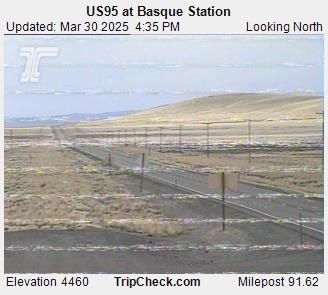 US95 at Basque Station
Updated: Mar 30 2025 4:35 PM Looking North
Elevation 4460 TripCheck.com Milepost 91.62